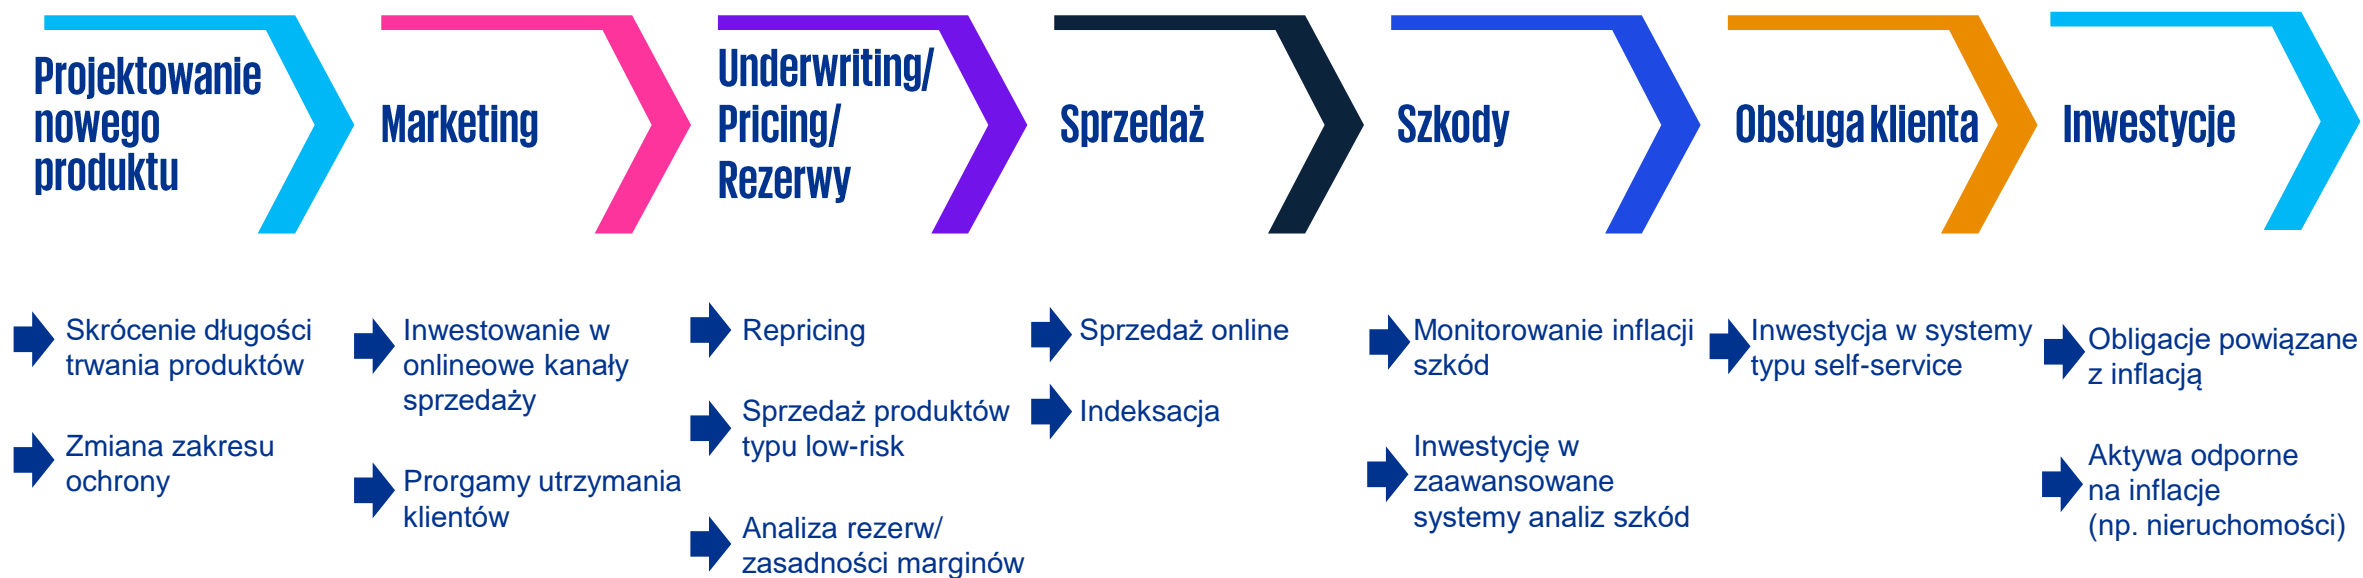 Projektowanie
nowego
produktu
Marketing
Underwriting/
Pricing/
Rezerwy
Sprzedaż
Szkody
Obsługa klienta
Inwestycje
Skrócenie długości
trwania produktów
Zmiana zakresu
ochrony
Inwestowanie w
onlineowe kanały
sprzedaży
Prorgamy utrzymania
klientów
Repricing
Sprzedaż produktów
typu low-risk
Analiza rezerw/
zasadności marginów
Sprzedaż online
Indeksacja
Monitorowanie inflacji
szkód
Inwestycję w
zaawansowane
systemy analiz szkód
Inwestycja w systemy
typu self-service
Obligacje powiązane
z inflacją
Aktywa odporne
na inflacje
(np. nieruchomości)